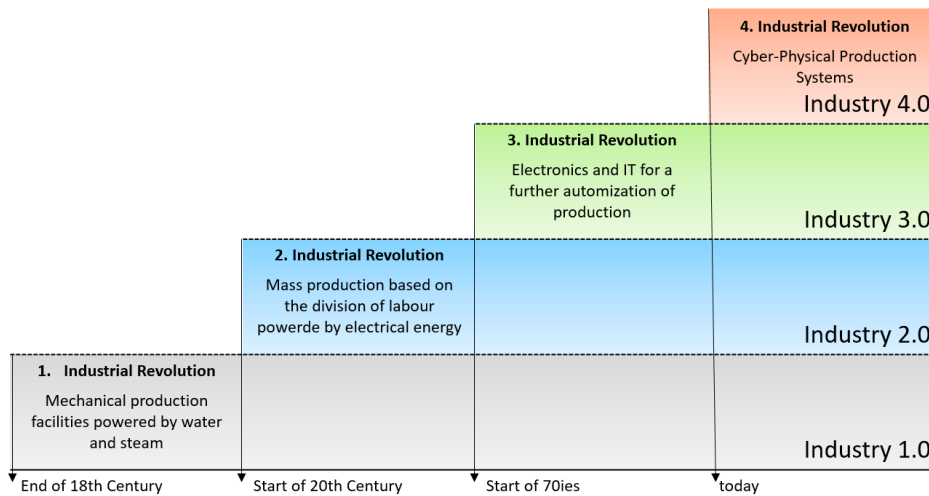 4. Industrial Revolution
Cyber-Physical Production
Systems
Industry 4.0
3. Industrial Revolution
Electronics and IT for a
further automization of
production
Industry 3.0
2. Industrial Revolution
Mass production based on
the division of labour
powerde by electrical energy
Industry 2.0
1. Industrial Revolution
Mechanical production
facilities powered by water
and steam
Industry 1.0
End of 18th Century
Start of 20th Century
Start of 70ies
today